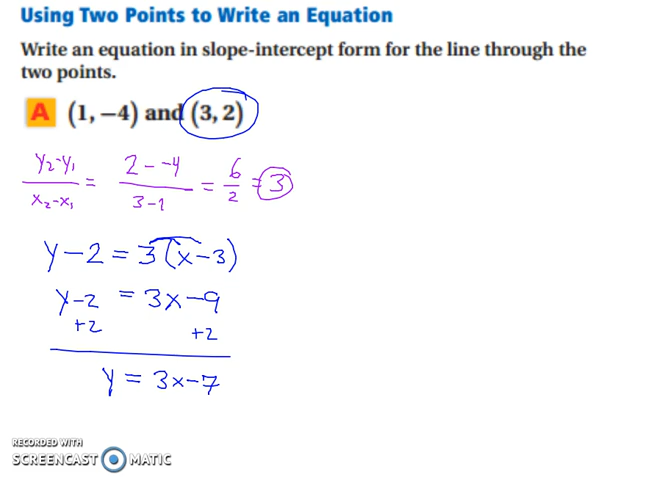 Using Two Points to Write an Equation
Write an equation in slope-intercept form for the line through the
two points.
A (1, −4) and (3, 2)
y₂-y₁ / x₂-x₁ = 2 - -4 / 3-1 = 6/2 = 3
y - 2 = 3(x - 3)
y - 2 = 3x - 9
+2 +2
y = 3x - 7
RECORDED WITH
SCREENCAST MATIC